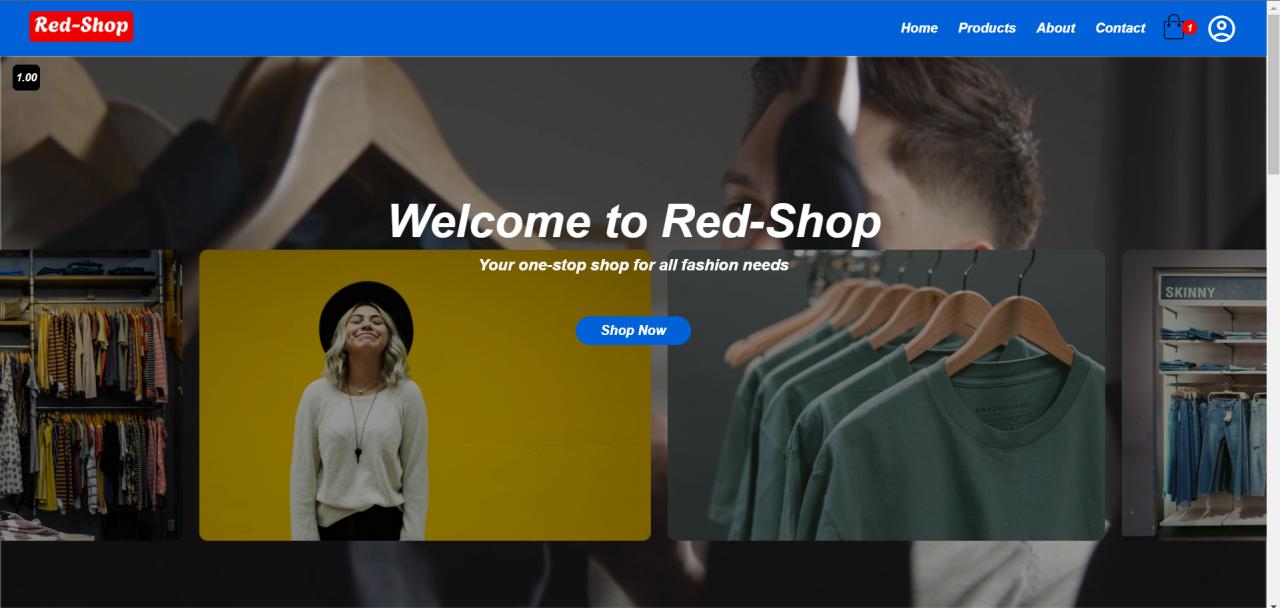 Red-Shop
Home Products About Contact 1
1.00
Welcome to Red-Shop
Your one-stop shop for all fashion needs
Shop Now
SKINNY